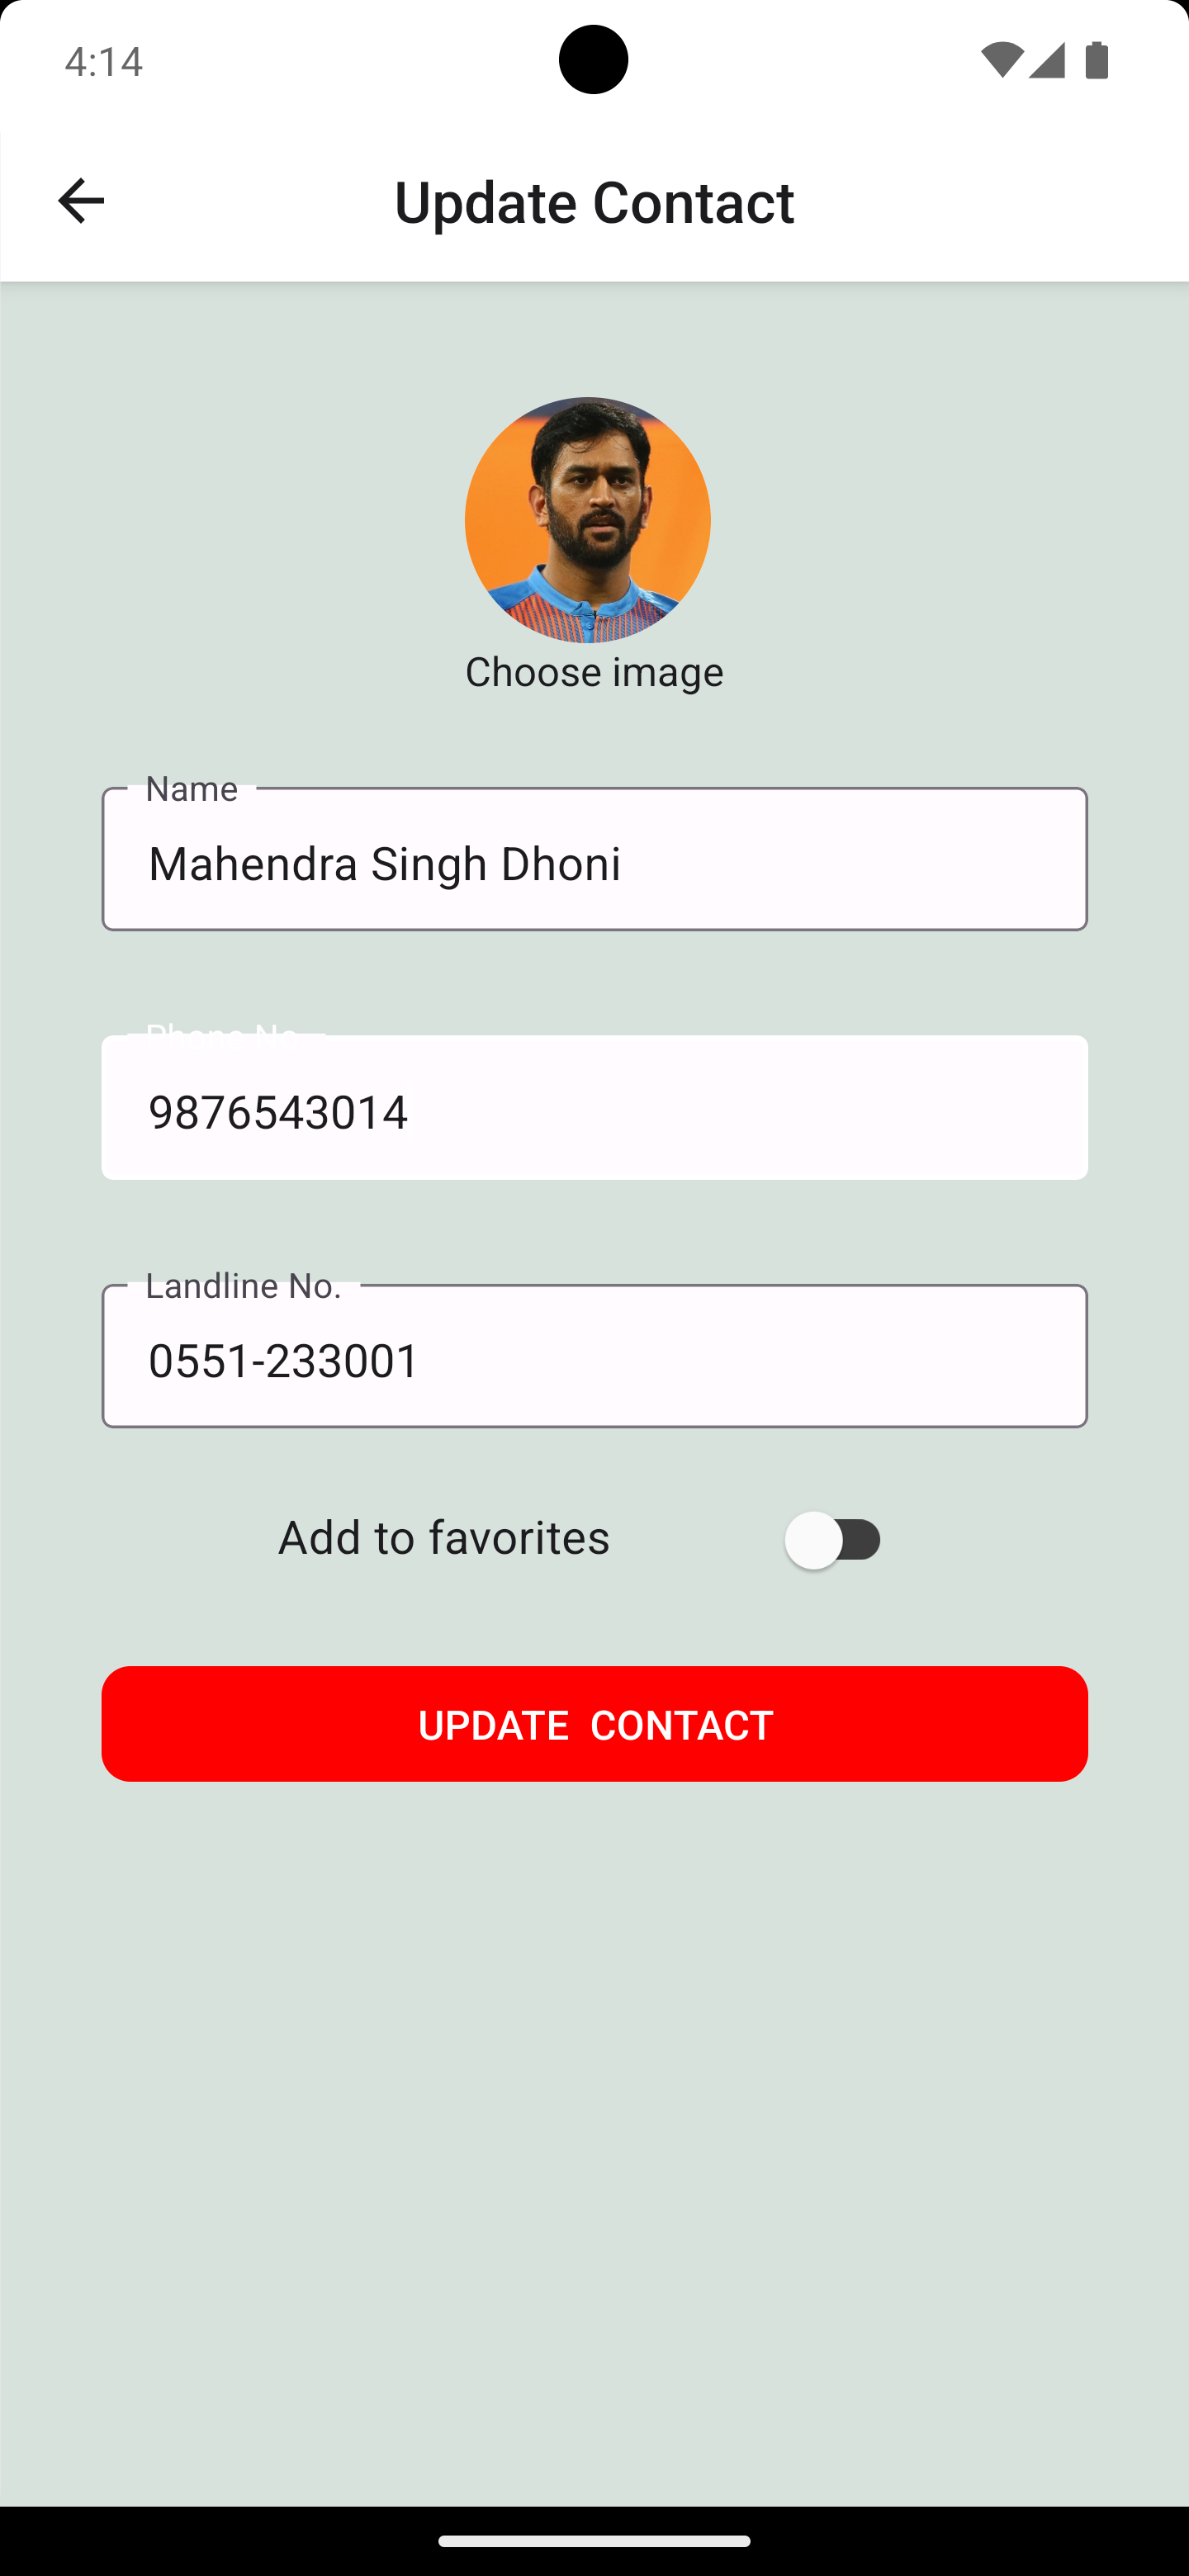 4:14
Update Contact
Choose image
Name
Mahendra Singh Dhoni
Phone No.
9876543014
Landline No.
0551-233001
Add to favorites
UPDATE CONTACT